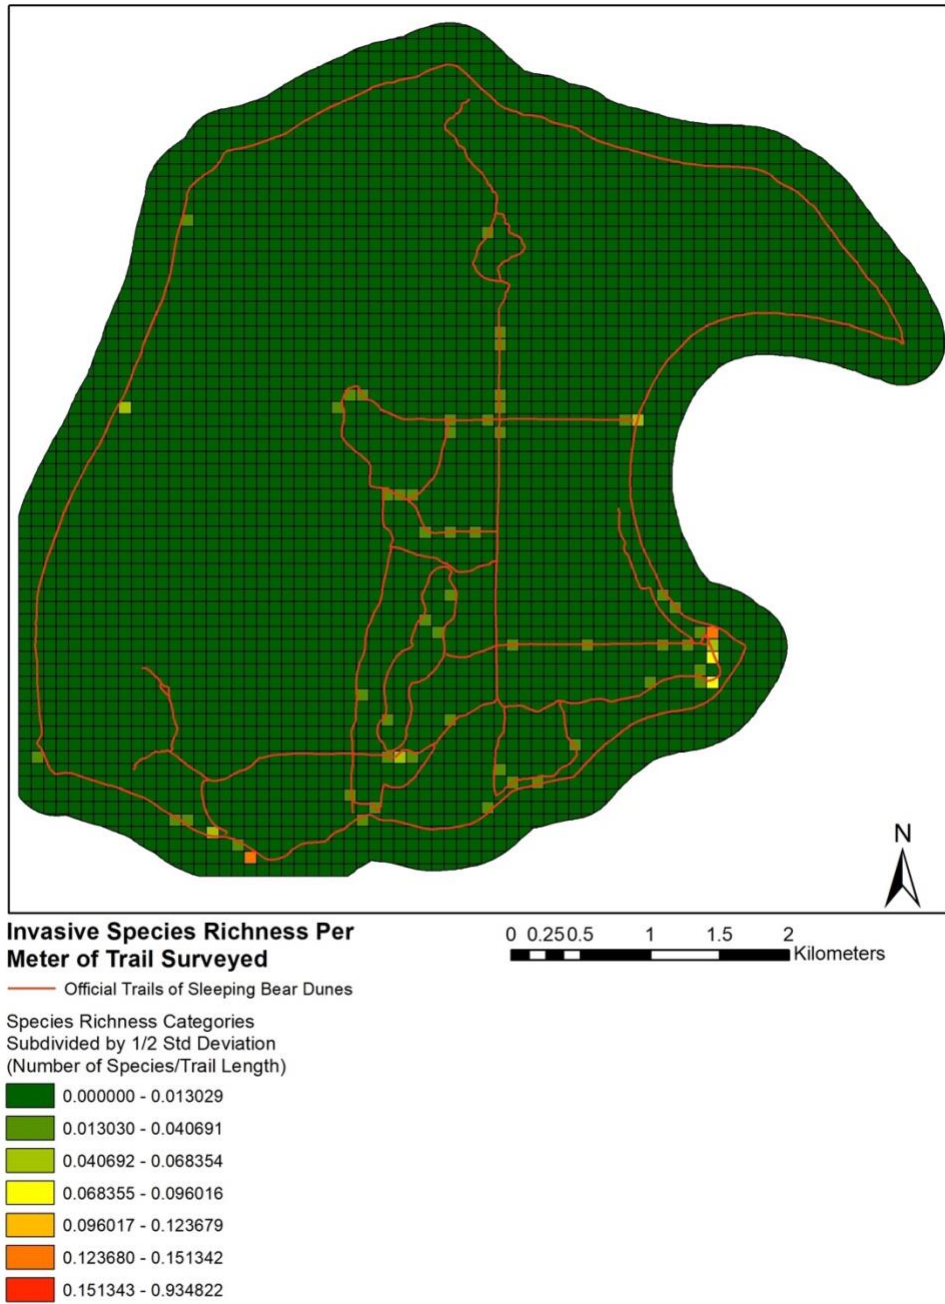 N
Invasive Species Richness Per
Meter of Trail Surveyed
0 0.25 0.5 1 1.5 2
Kilometers
Official Trails of Sleeping Bear Dunes
Species Richness Categories
Subdivided by 1/2 Std Deviation
(Number of Species/Trail Length)
0.000000 - 0.013029
0.013030 - 0.040691
0.040692 - 0.068354
0.068355 - 0.096016
0.096017 - 0.123679
0.123680 - 0.151342
0.151343 - 0.934822